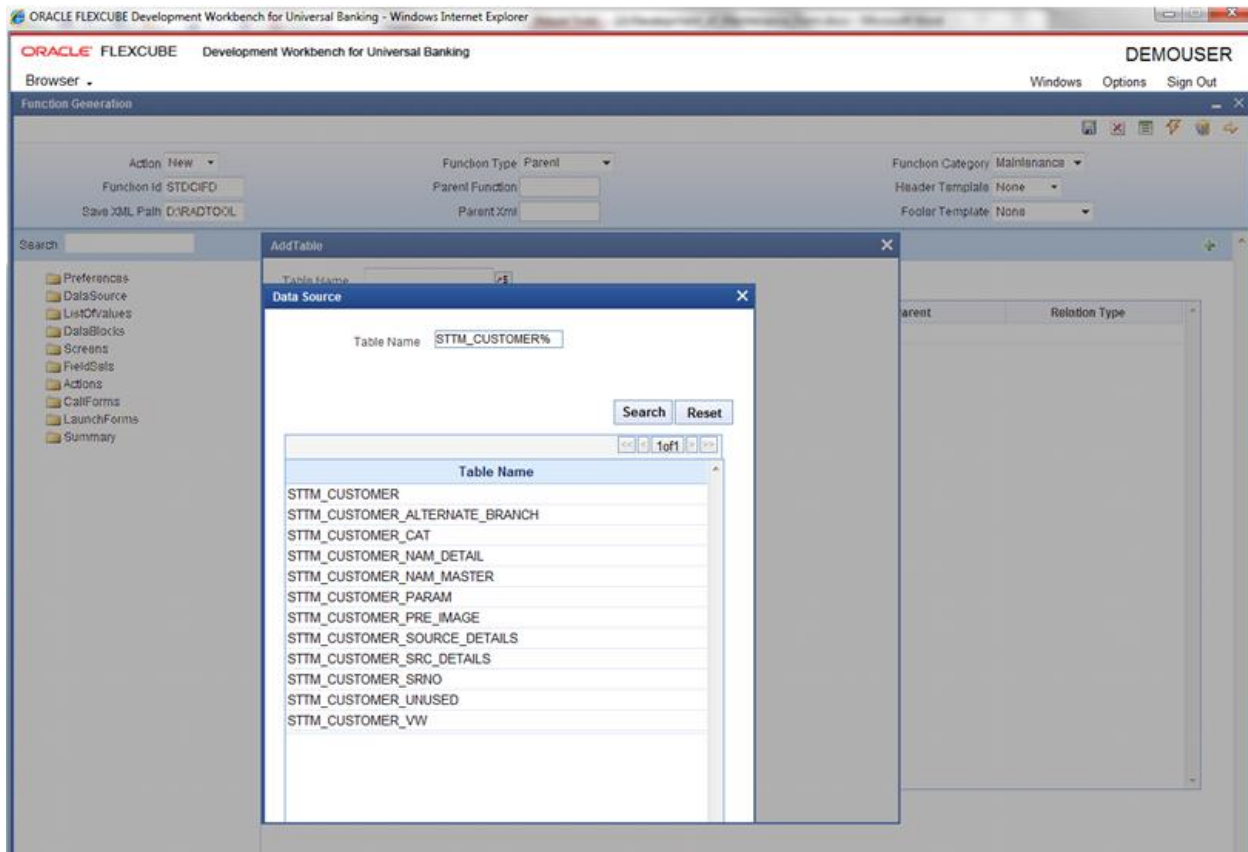 ORACLE FLEXCUBE Development Workbench for Universal Banking - Windows Internet Explorer
ORACLE FLEXCUBE Development Workbench for Universal Banking
DEMOUSER
Browser
Windows Options Sign Out
Function Generation
Action New Function Type Parent Function Category Maintenance
Function Id STDCIFD Parent Function Header Template None
Save XML Path D:\RADTOOL Parent Xml Footer Template None
Search
AddTable
Preferences
DataSource
ListOfValues
DataBlocks
Screens
FieldSets
Actions
CallForms
LaunchForms
Summary
Table Name
Data Source
arent Relation Type
Table Name STTM_CUSTOMER%
Search Reset
<< < 1of1 > >>
Table Name
STTM_CUSTOMER
STTM_CUSTOMER_ALTERNATE_BRANCH
STTM_CUSTOMER_CAT
STTM_CUSTOMER_NAM_DETAIL
STTM_CUSTOMER_NAM_MASTER
STTM_CUSTOMER_PARAM
STTM_CUSTOMER_PRE_IMAGE
STTM_CUSTOMER_SOURCE_DETAILS
STTM_CUSTOMER_SRC_DETAILS
STTM_CUSTOMER_SRNO
STTM_CUSTOMER_UNUSED
STTM_CUSTOMER_VW